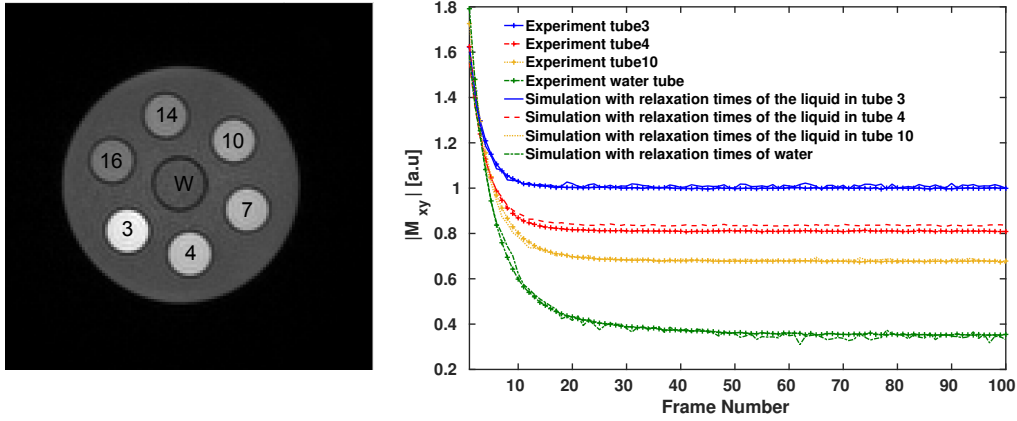 14
10
16
W
7
3
4
1.8
1.6
1.4
1.2
1
0.8
0.6
0.4
0.2
|M xy| [a.u]
Experiment tube3
Experiment tube4
Experiment tube10
Experiment water tube
Simulation with relaxation times of the liquid in tube 3
Simulation with relaxation times of the liquid in tube 4
Simulation with relaxation times of the liquid in tube 10
Simulation with relaxation times of water
10 20 30 40 50 60 70 80 90 100
Frame Number